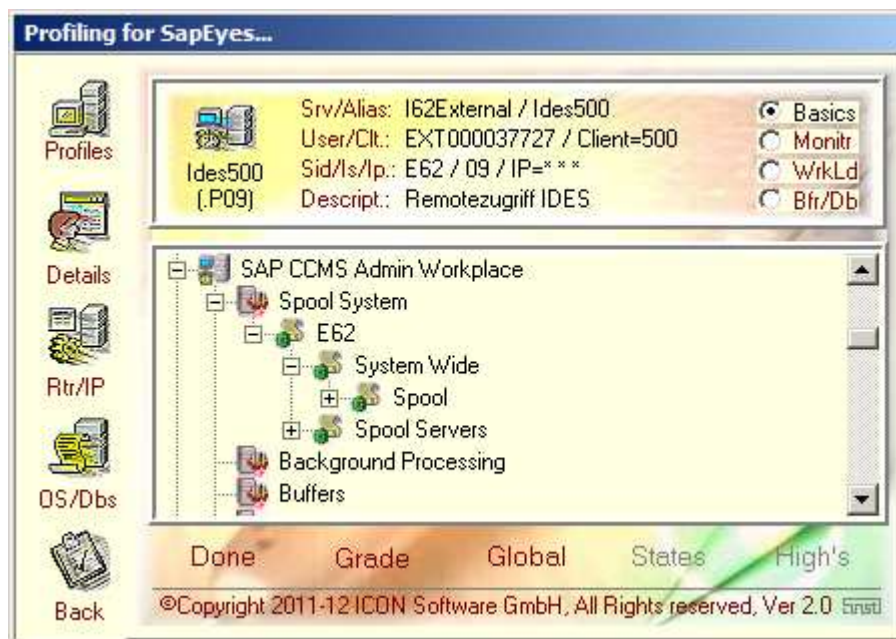 Profiling for SapEyes...
Profiles
Ides500
(.P09)
Srv/Alias: I62External / Ides500
User/Clt.: EXT000037727 / Client=500
Sid/Is/Ip.: E62 / 09 / IP=* * *
Descript.: Remotezugriff IDES
Basics
Monitr
WrkLd
Bfr/Db
Details
Rtr/IP
OS/Dbs
Back
SAP CCMS Admin Workplace
Spool System
E62
System Wide
Spool
Spool Servers
Background Processing
Buffers
Done Grade Global States High's
©Copyright 2011-12 ICON Software GmbH, All Rights reserved, Ver 2.0